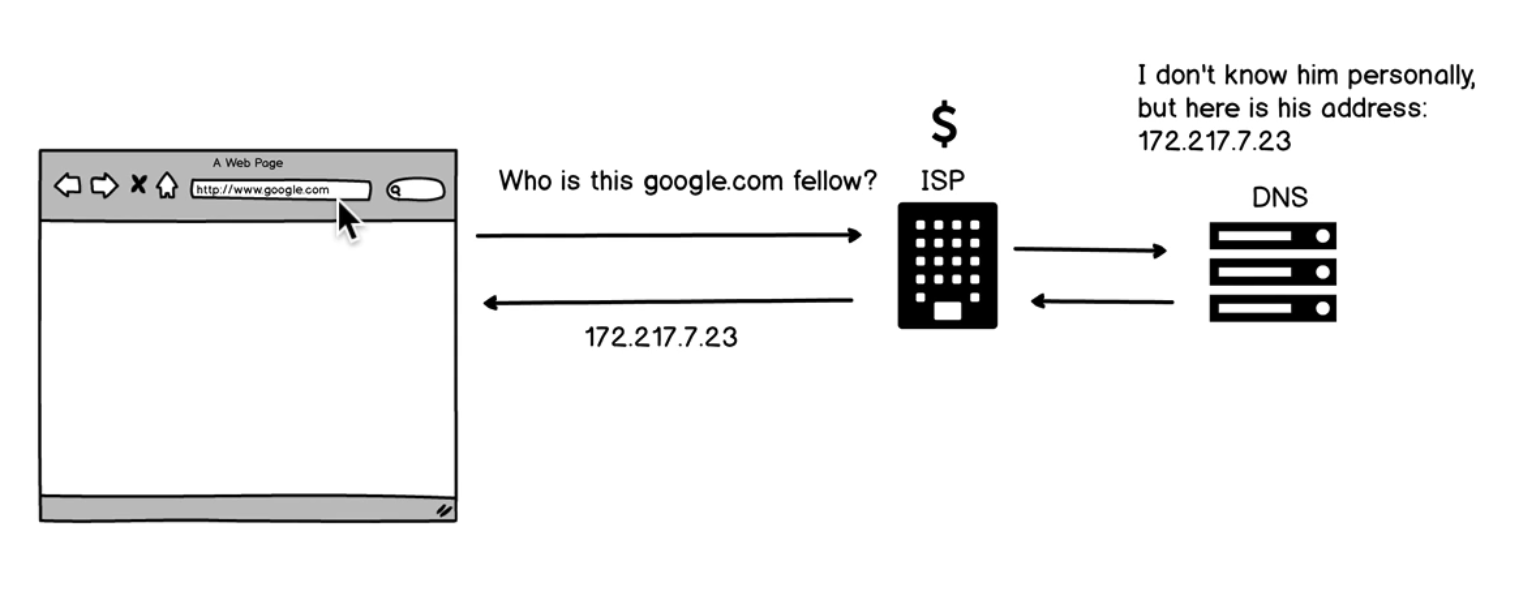 A Web Page
http://www.google.com
Who is this google.com fellow?
172.217.7.23
$
ISP
I don't know him personally,
but here is his address:
172.217.7.23
DNS